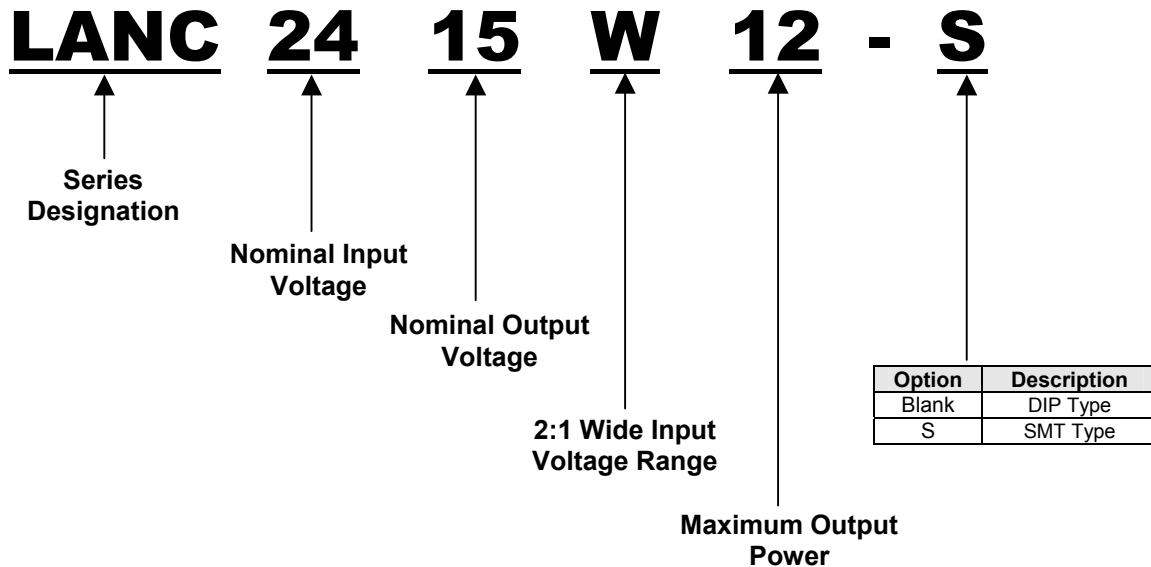 LANC 24 15 W 12 - S
Series
Designation
Nominal Input
Voltage
Nominal Output
Voltage
2:1 Wide Input
Voltage Range
Maximum Output
Power
Option Description
Blank DIP Type
S SMT Type